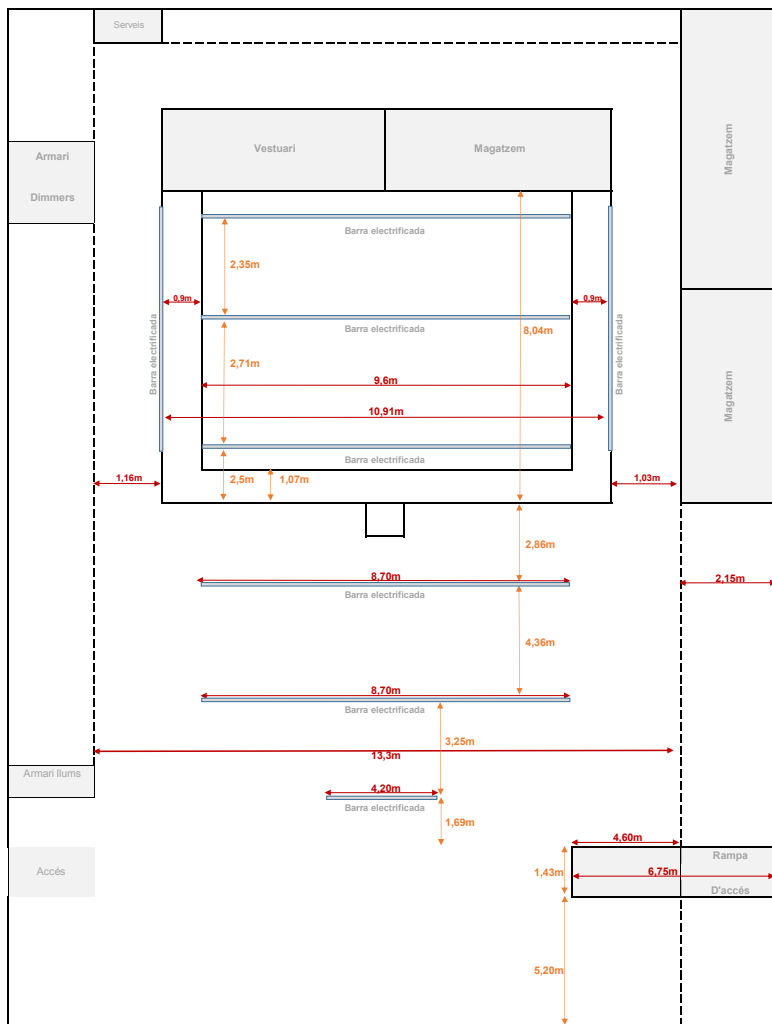 Serveis
Magatzem
Armari
Dimmers
Vestuari
Magatzem
Barra electrificada
2,35m
0,9m
0,9m
8,04m
Barra electrificada
Barra electrificada
Barra electrificada
2,71m
9,6m
10,91m
Magatzem
Barra electrificada
1,16m
2,5m
1,07m
1,03m
2,86m
8,70m
2,15m
Barra electrificada
4,36m
8,70m
Barra electrificada
3,25m
13,3m
Armari llums
4,20m
Barra electrificada
1,69m
4,60m
Rampa
Accés
1,43m
6,75m
D'accés
5,20m